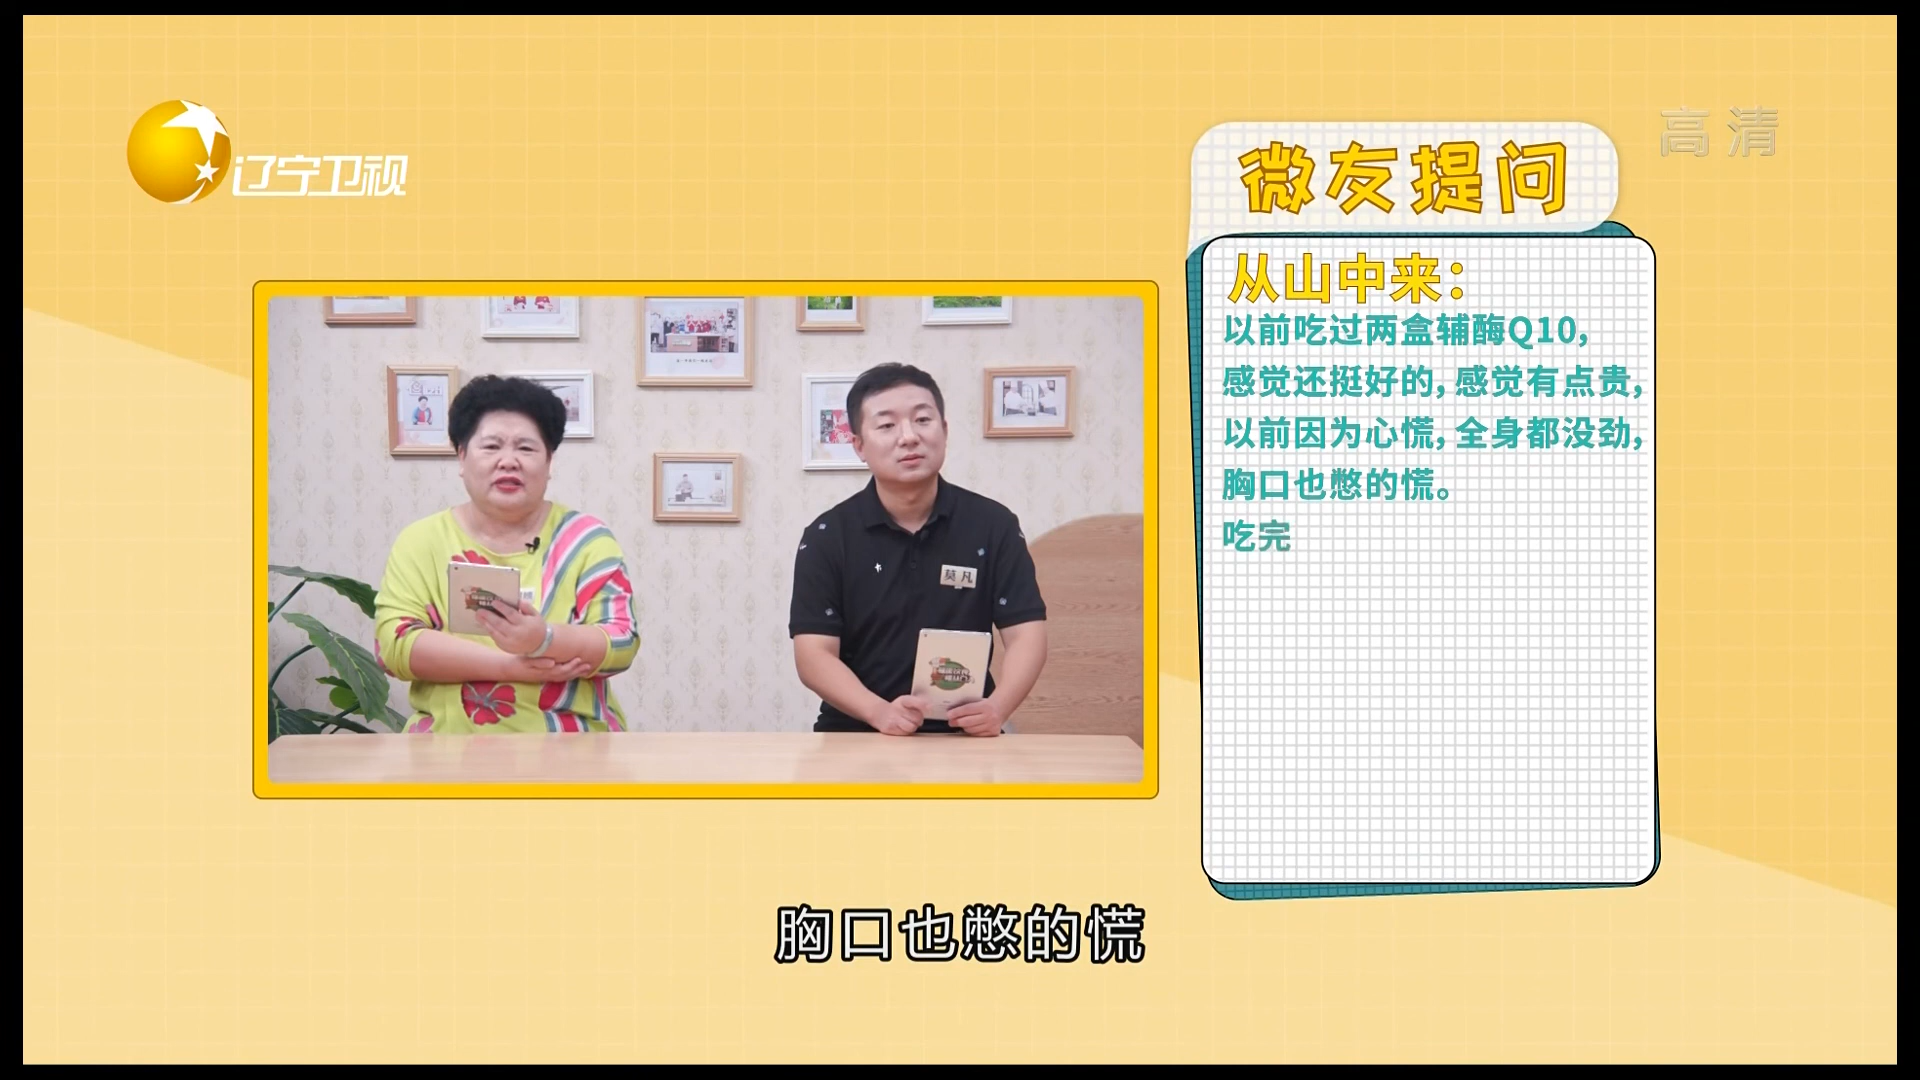 辽宁卫视
高清
微友提问
从山中来：
以前吃过两盒辅酶Q10,
感觉还挺好的,感觉有点贵,
以前因为心慌,全身都没劲,
胸口也憋的慌。
吃完
莫凡
胸口也憋的慌